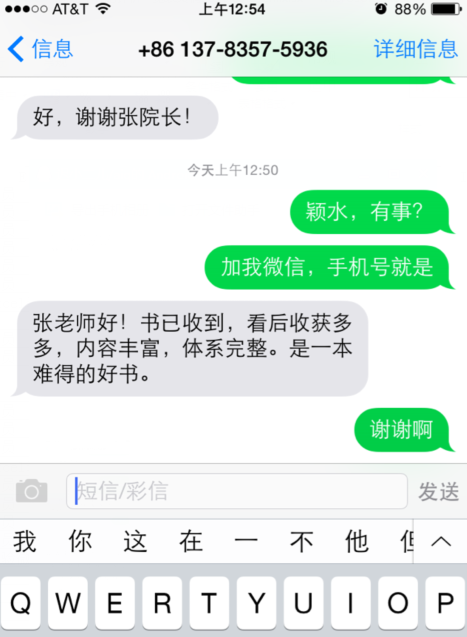 AT&T 上午12:54 88%
信息 +86 137-8357-5936 详细信息
好，谢谢张院长！
今天上午12:50
颖水，有事？
加我微信，手机号就是
张老师好！书已收到，看后收获多
多，内容丰富，体系完整。是一本
难得的好书。
谢谢啊
短信/彩信 发送
我 你 这 在 一 不 他 但
Q W E R T Y U I O P